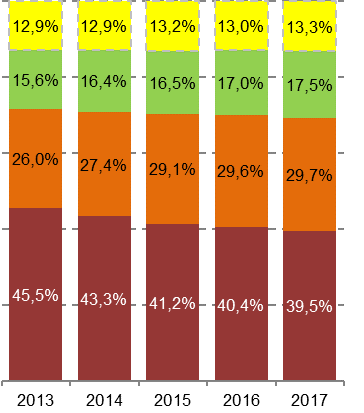 12,9% 12,9% 13,2% 13,0% 13,3%
15,6% 16,4% 16,5% 17,0% 17,5%
26,0% 27,4% 29,1% 29,6% 29,7%
45,5% 43,3% 41,2% 40,4% 39,5%
2013 2014 2015 2016 2017